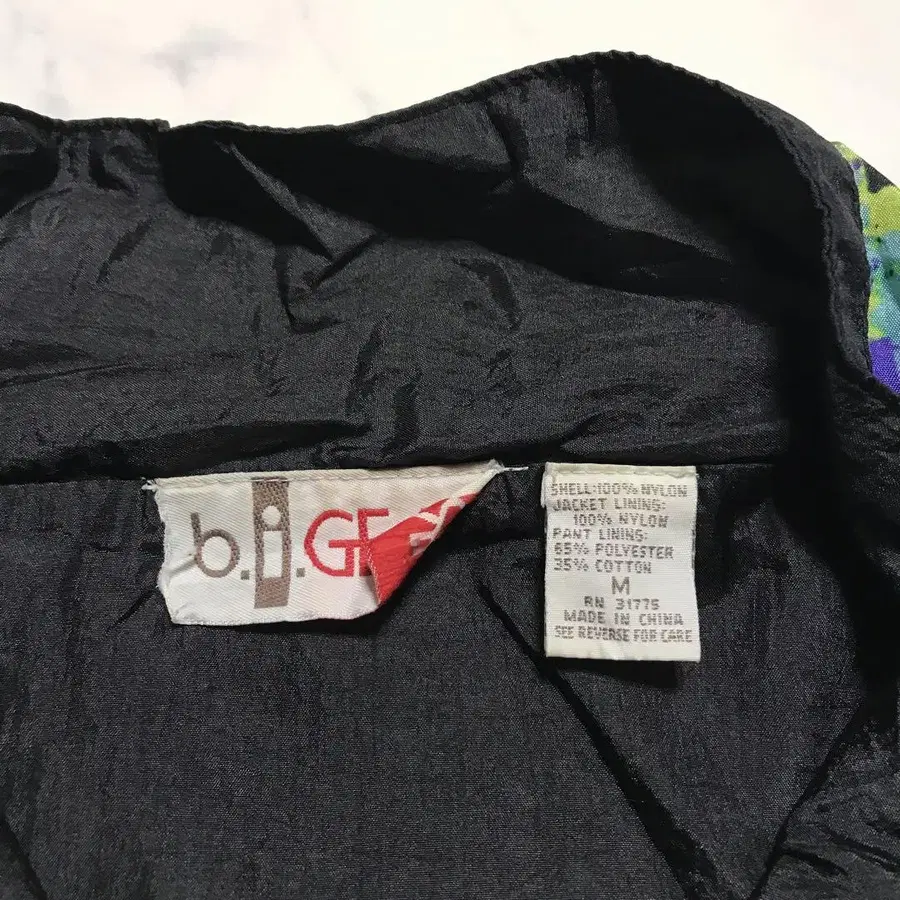 b.i.GE
SHELL:100% NYLON
JACKET LINING:
100% NYLON
PANT LINING:
65% POLYESTER
35% COTTON
M
RN 31775
MADE IN CHINA
SEE REVERSE FOR CARE